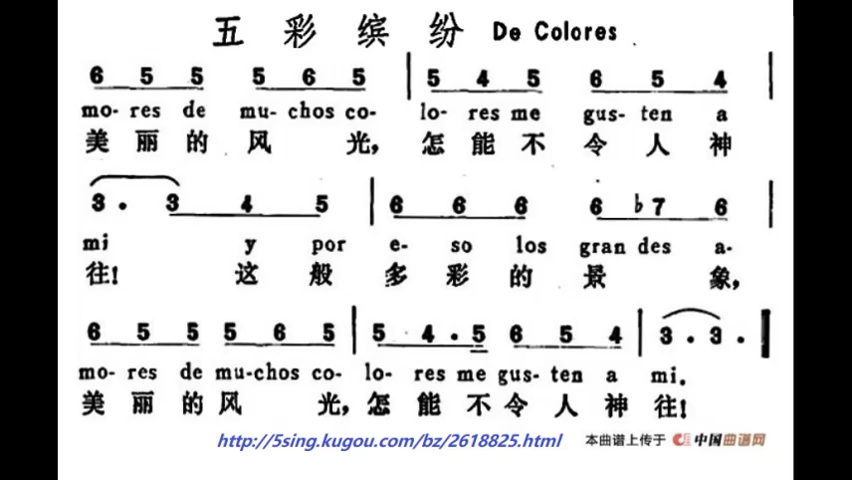 五 彩 缤 纷 De Colores
6 5 5 5 6 5 | 5 4 5 6 5 4 |
mo- res de mu- chos co- lo- res me gus- ten a
美 丽 的 风 光, 怎 能 不 令 人 神
3 . 3 4 5 | 6 6 6 6 ♭7 6 |
mi y por e- so los gran des a-
往! 这 般 多 彩 的 景 象,
6 5 5 5 6 5 | 5 4 . 5 6 5 4 | 3 . 3 . |
mo- res de mu-chos co- lo- res me gus- ten a mi.
美 丽 的 风 光, 怎 能 不 令 人 神 往!
http://5sing.kugou.com/bz/2618825.html 本曲谱上传于 中国曲谱网